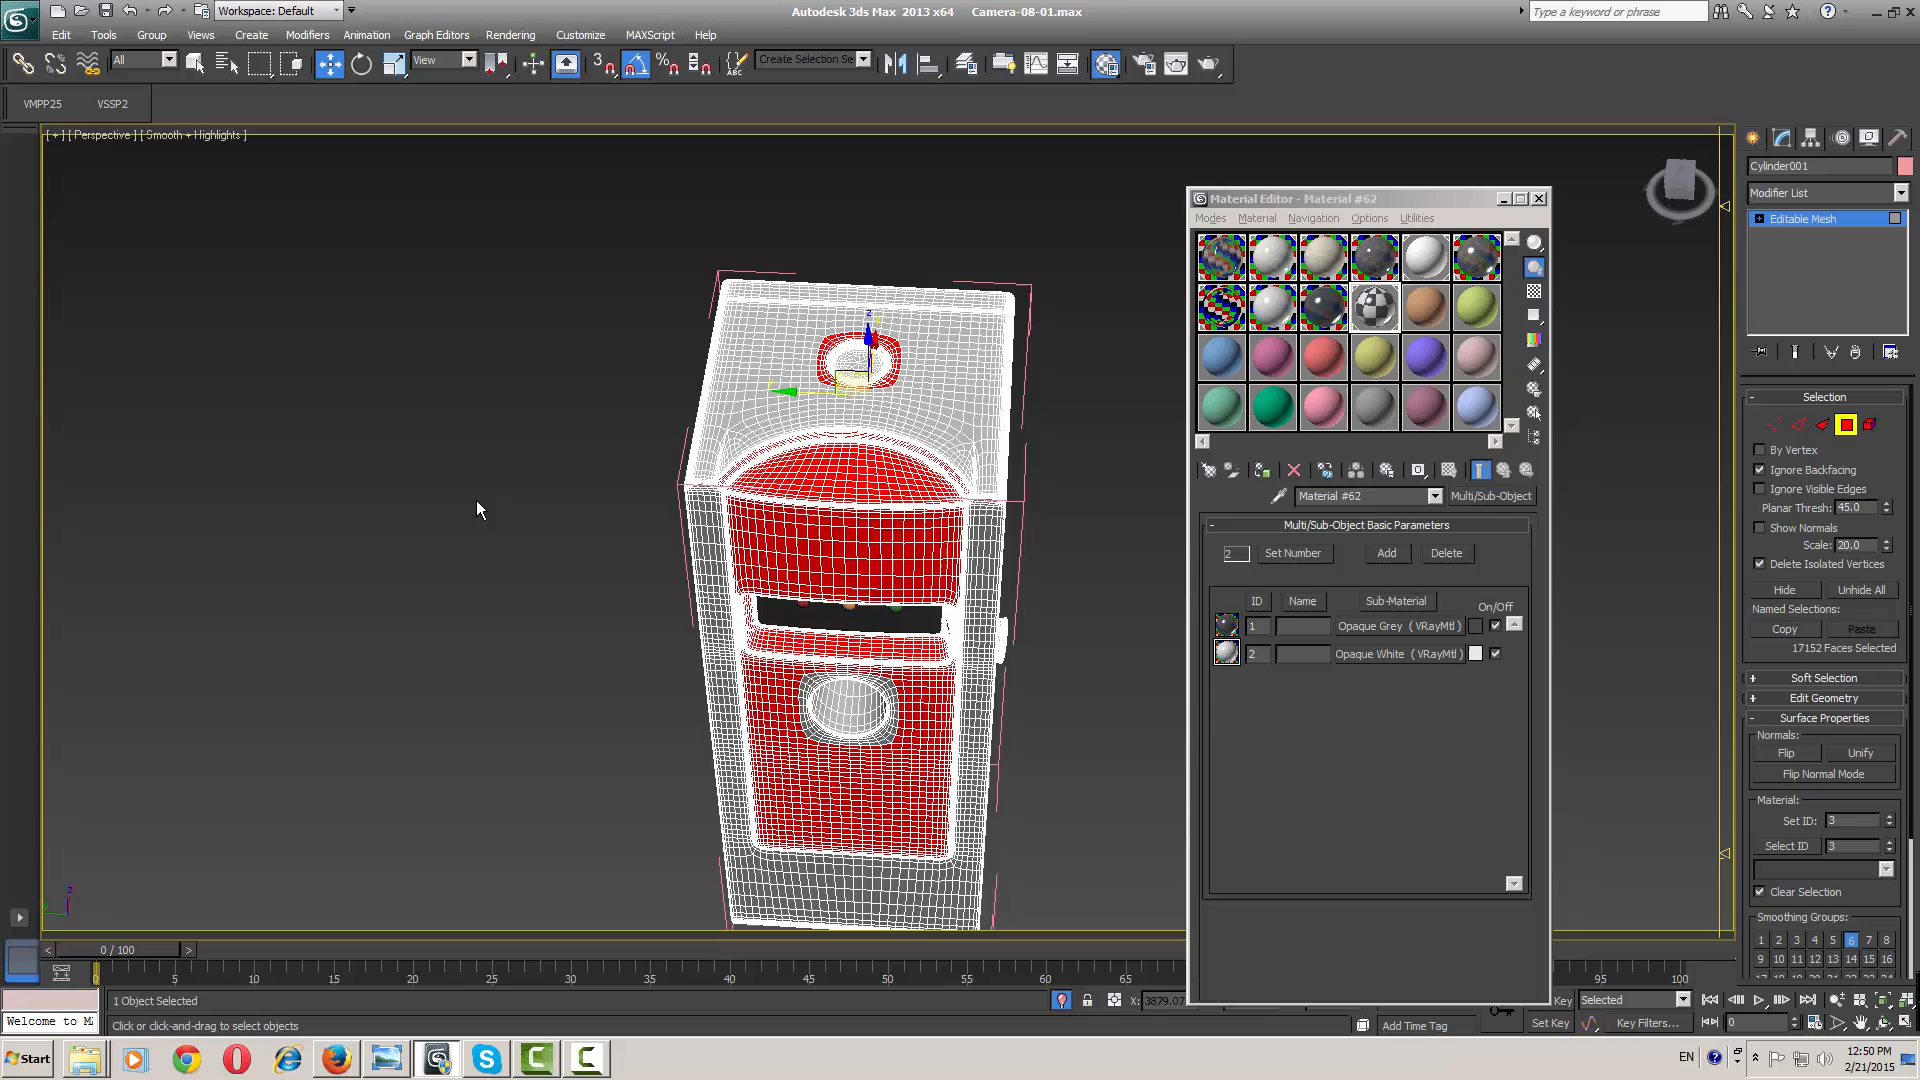 Workspace: Default
Autodesk 3ds Max 2013 x64 Camera-08-01.max
Type a keyword or phrase
Edit Tools Group Views Create Modifiers Animation Graph Editors Rendering Customize MAXScript Help
All
View
3
%
ABC
Create Selection Se
VMPP25 VSSP2
[ + ] [ Perspective ] [ Smooth + Highlights ]
Material Editor - Material #62
Modes Material Navigation Options Utilities
Material #62
Multi/Sub-Object
Multi/Sub-Object Basic Parameters
2 Set Number Add Delete
ID Name Sub-Material On/Off
1 Opaque Grey ( VRayMtl )
2 Opaque White ( VRayMtl )
Cylinder001
Modifier List
Editable Mesh
Selection
By Vertex
Ignore Backfacing
Ignore Visible Edges
Planar Thresh: 45.0
Show Normals
Scale: 20.0
Delete Isolated Vertices
Hide Unhide All
Named Selections:
Copy Paste
17152 Faces Selected
Soft Selection
Edit Geometry
Surface Properties
Normals:
Flip Unify
Flip Normal Mode
Material:
Set ID: 3
Select ID 3
Clear Selection
Smoothing Groups:
1 2 3 4 5 6 7 8
9 10 11 12 13 14 15 16
z
z
< 0 / 100 >
0 5 10 15 20 25 30 35 40 45 50 55 60 65 95 100
1 Object Selected
X: 3879.07
Key Selected
Welcome to M
Click or click-and-drag to select objects
Add Time Tag
Set Key
Key Filters...
0
Start
EN
12:50 PM
2/21/2015